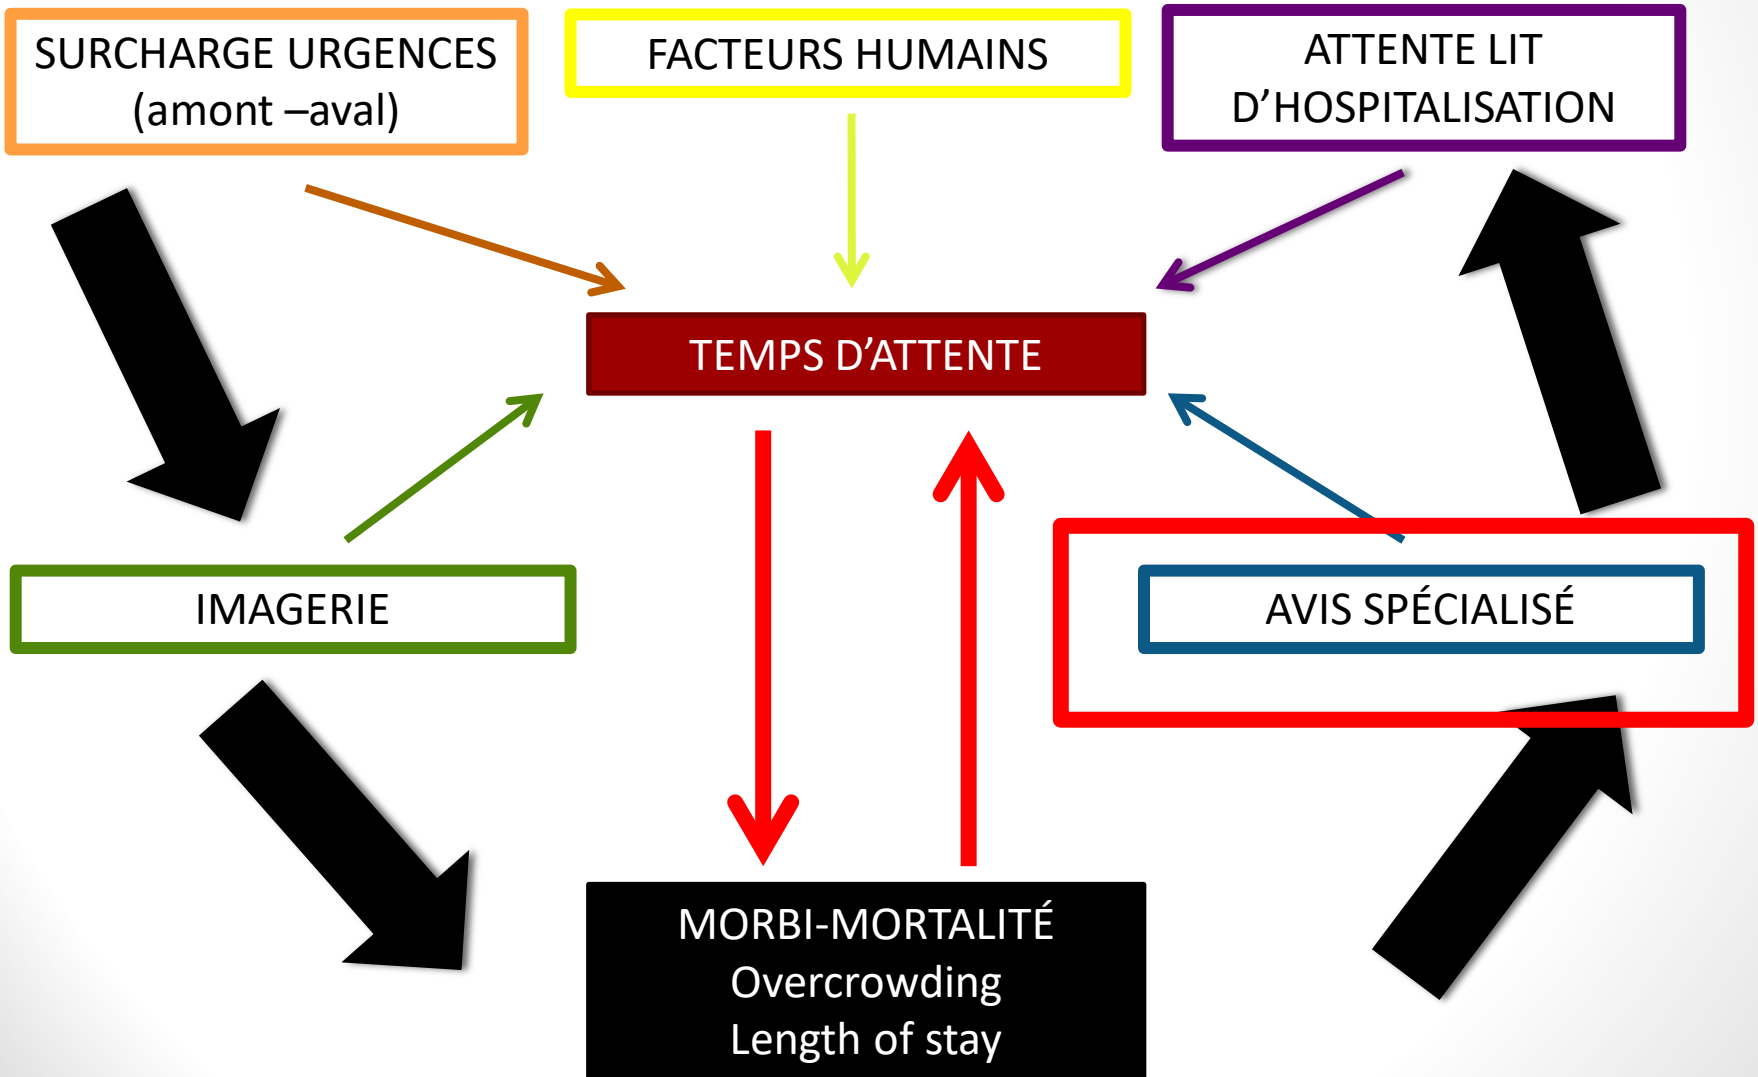 SURCHARGE URGENCES
(amont –aval)
FACTEURS HUMAINS
ATTENTE LIT
D’HOSPITALISATION
TEMPS D’ATTENTE
IMAGERIE
AVIS SPÉCIALISÉ
MORBI-MORTALITÉ
Overcrowding
Length of stay